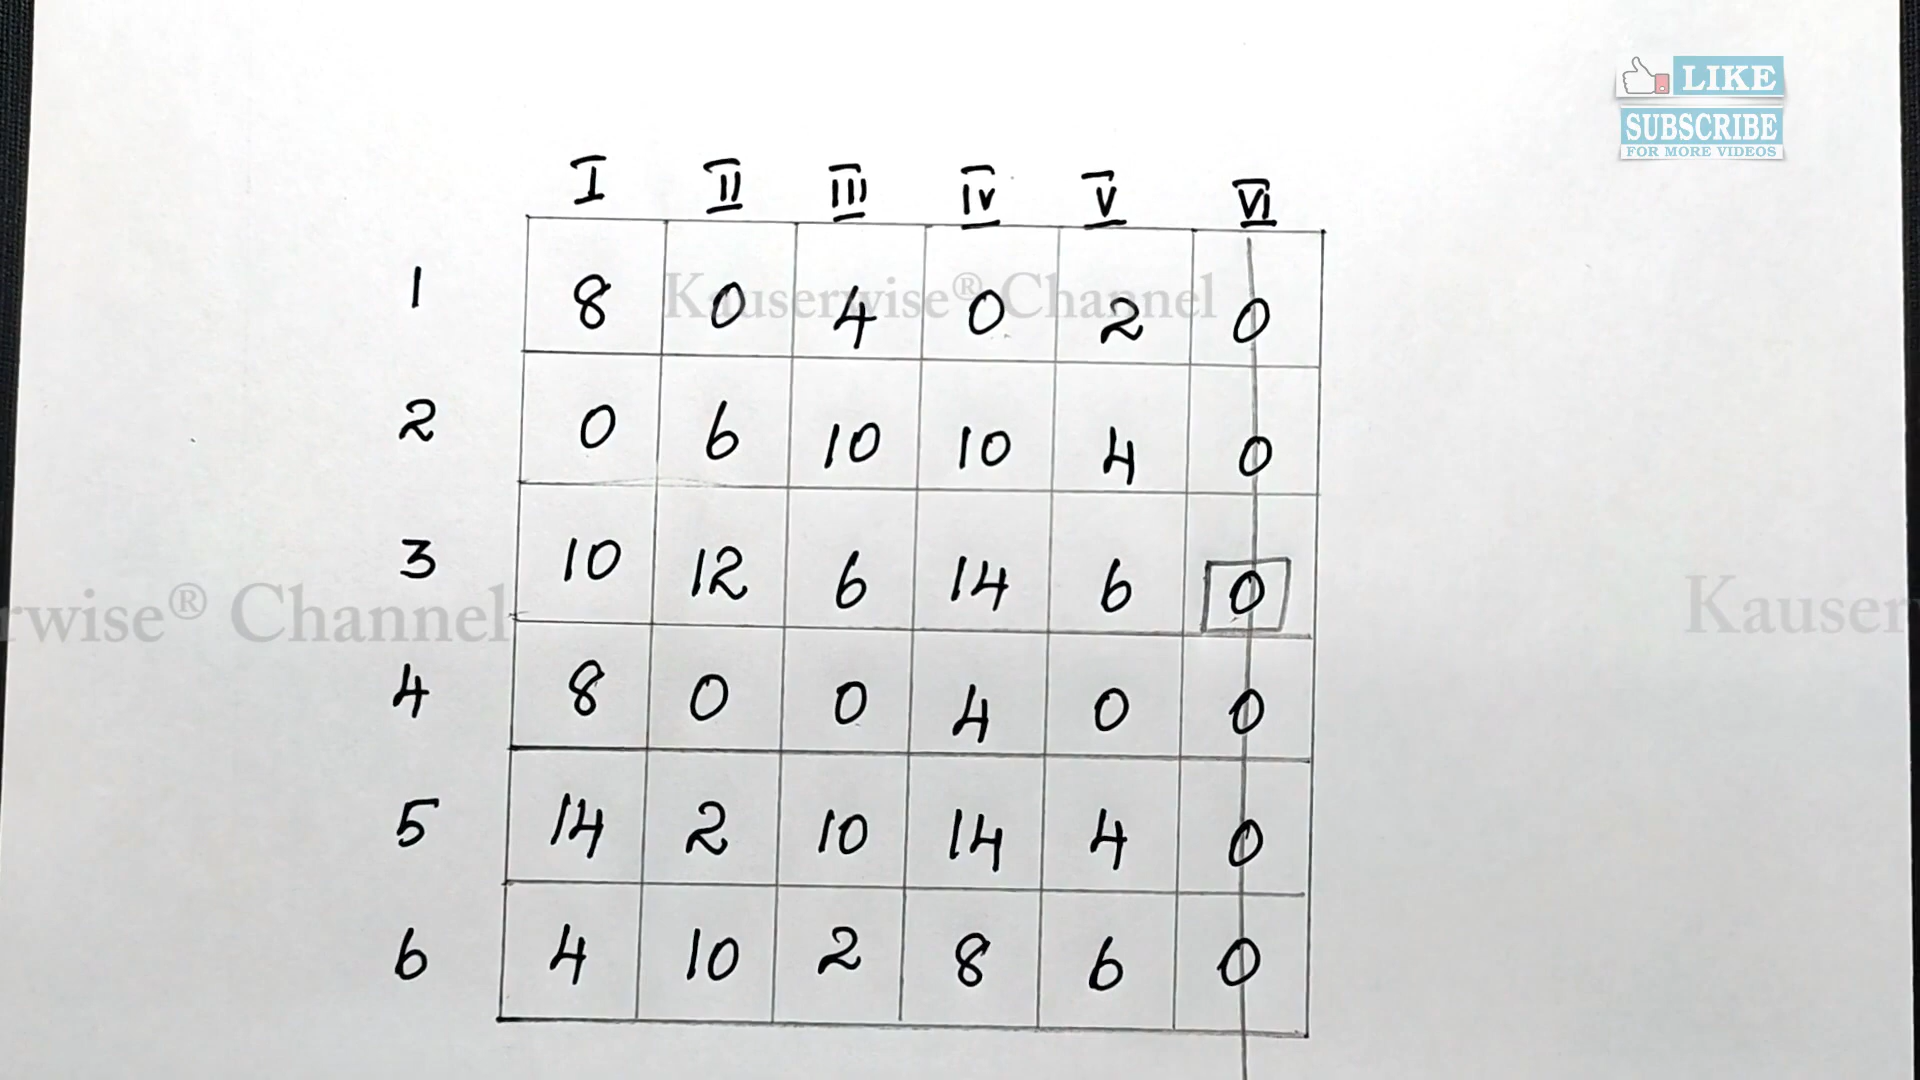 LIKE
SUBSCRIBE
FOR MORE VIDEOS
I II III IV V VI
Kauserwise® Channel
1 8 0 4 0 2 0
2 0 6 10 10 4 0
3 10 12 6 14 6 0
rwise® Channel Kauser
4 8 0 0 4 0 0
5 14 2 10 14 4 0
6 4 10 2 8 6 0